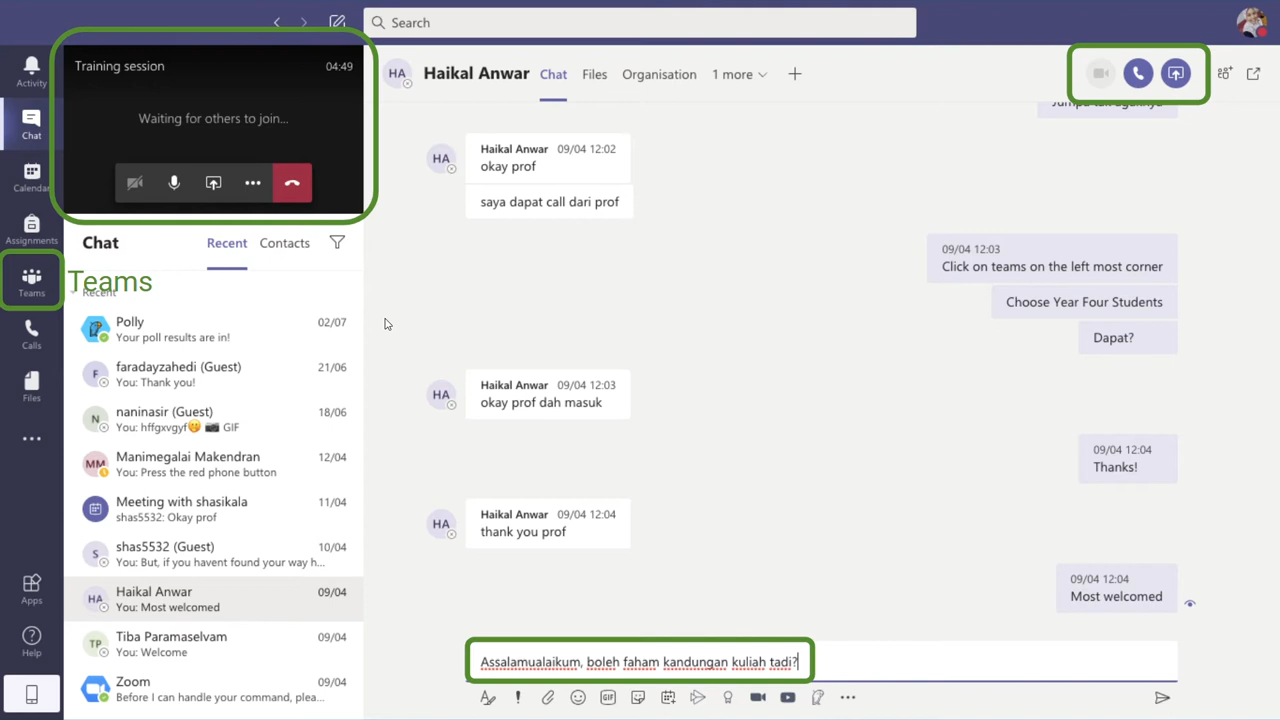 Search
Activity
Chat
Calendar
Assignments
Teams
Calls
Files
Apps
Help
Training session 04:49
Waiting for others to join...
Chat Recent Contacts
Teams
Recent
Polly 02/07
Your poll results are in!
faradayzahedi (Guest) 21/06
You: Thank you!
naninasir (Guest) 18/06
You: hffgxvgyf🤭 📷 GIF
Manimegalai Makendran 12/04
You: Press the red phone button
Meeting with shasikala 11/04
shas5532: Okay prof
shas5532 (Guest) 10/04
You: But, if you havent found your way h...
Haikal Anwar 09/04
You: Most welcomed
Tiba Paramaselvam 09/04
You: Welcome
Zoom 09/04
Before I can handle your command, plea...
F
N
MM
S
HA
TP
HA Haikal Anwar Chat Files Organisation 1 more
HA Haikal Anwar 09/04 12:02
okay prof
saya dapat call dari prof
09/04 12:03
Click on teams on the left most corner
Choose Year Four Students
Dapat?
HA Haikal Anwar 09/04 12:03
okay prof dah masuk
09/04 12:04
Thanks!
HA Haikal Anwar 09/04 12:04
thank you prof
09/04 12:04
Most welcomed
Assalamualaikum, boleh faham kandungan kuliah tadi?
GIF